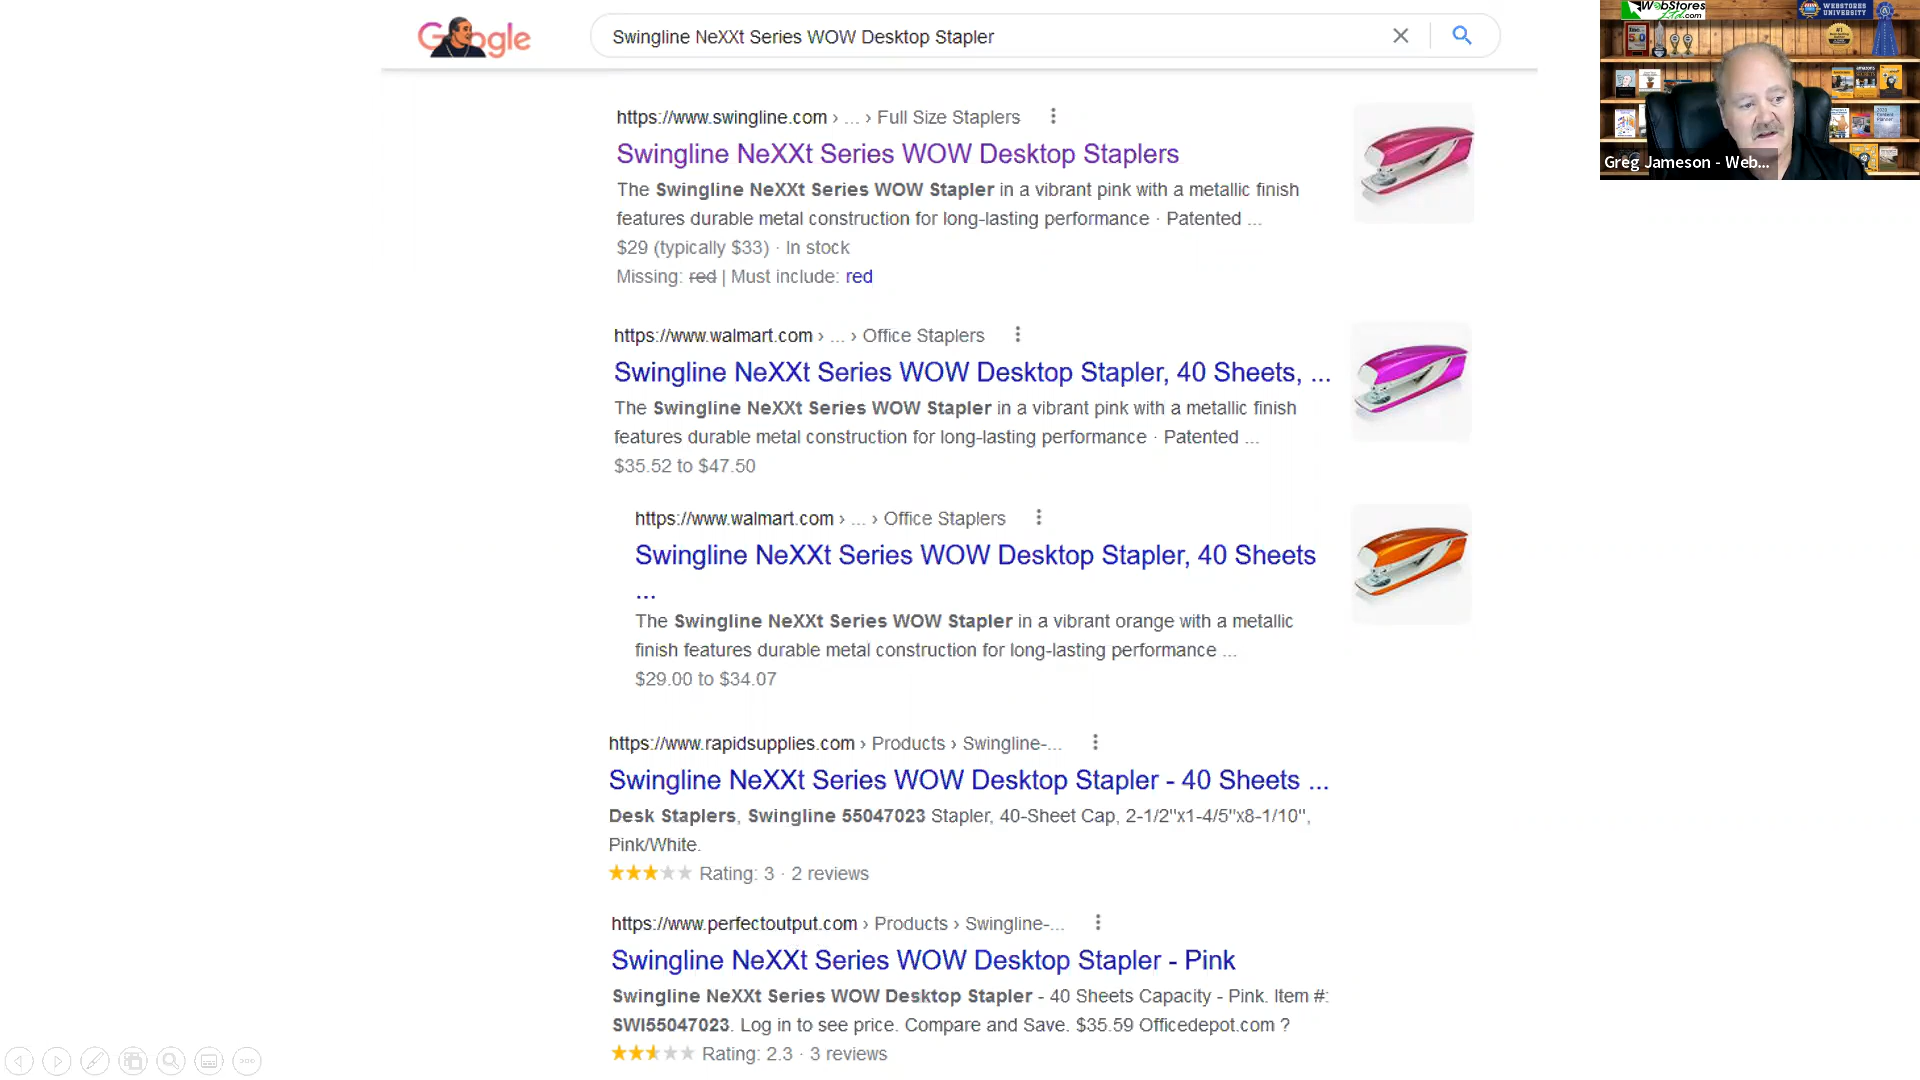 Google
Swingline NeXXt Series WOW Desktop Stapler
https://www.swingline.com › ... › Full Size Staplers
Swingline NeXXt Series WOW Desktop Staplers
The Swingline NeXXt Series WOW Stapler in a vibrant pink with a metallic finish
features durable metal construction for long-lasting performance · Patented ...
$29 (typically $33) · In stock
Missing: red | Must include: red
https://www.walmart.com › ... › Office Staplers
Swingline NeXXt Series WOW Desktop Stapler, 40 Sheets, ...
The Swingline NeXXt Series WOW Stapler in a vibrant pink with a metallic finish
features durable metal construction for long-lasting performance · Patented ...
$35.52 to $47.50
https://www.walmart.com › ... › Office Staplers
Swingline NeXXt Series WOW Desktop Stapler, 40 Sheets
...
The Swingline NeXXt Series WOW Stapler in a vibrant orange with a metallic
finish features durable metal construction for long-lasting performance ...
$29.00 to $34.07
https://www.rapidsupplies.com › Products › Swingline-...
Swingline NeXXt Series WOW Desktop Stapler - 40 Sheets ...
Desk Staplers, Swingline 55047023 Stapler, 40-Sheet Cap, 2-1/2"x1-4/5"x8-1/10",
Pink/White.
Rating: 3 · 2 reviews
https://www.perfectoutput.com › Products › Swingline-...
Swingline NeXXt Series WOW Desktop Stapler - Pink
Swingline NeXXt Series WOW Desktop Stapler - 40 Sheets Capacity - Pink. Item #:
SWI55047023. Log in to see price. Compare and Save. $35.59 Officedepot.com ?
Rating: 2.3 · 3 reviews
WebStores
Ltd.com
WEBSTORES
UNIVERSITY
Inc.
Greg Jameson - Web...